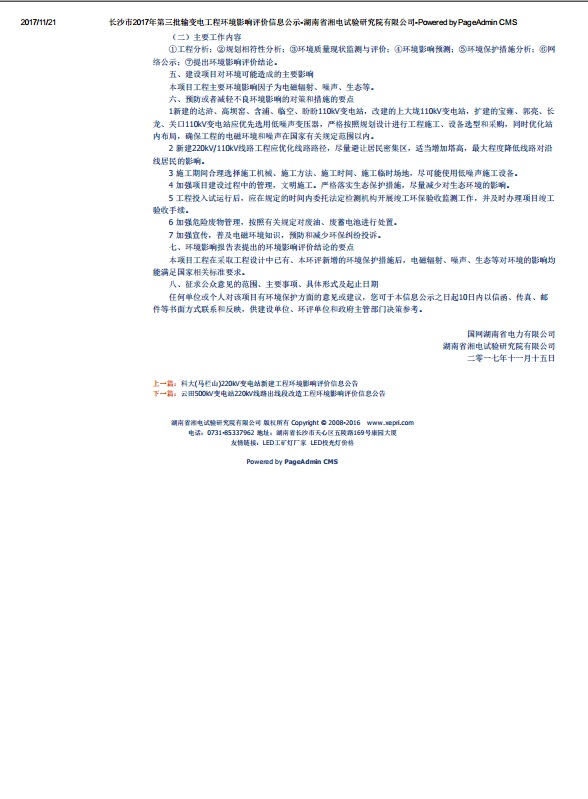 2017/11/21 长沙市2017年第三批输变电工程环境影响评价信息公示-湖南省湘电试验研究院有限公司-Powered by PageAdmin CMS
（二）主要工作内容
①工程分析；②规划相符性分析；③环境质量现状监测与评价；④环境影响预测；⑤环境保护措施分析；⑥网
络公示；⑦提出环境影响评价结论。
五、建设项目对环境可能造成的主要影响
本项目工程主要环境影响因子为电磁辐射、噪声、生态等。
六、预防或者减轻不良环境影响的对策和措施的要点
1新建的达浒、高坝窑、含浦、临空、盼盼110kV变电站，改建的上大垅110kV变电站，扩建的宝雍、郭亮、长
龙、关口110kV变电站应优先选用低噪声变压器，严格按照规划设计进行工程施工、设备选型和采购，同时优化站
内布局，确保工程的电磁环境和噪声在国家有关规定范围以内。
2 新建220kV/110kV线路工程应优化线路路径，尽量避让居民密集区，适当增加塔高，最大程度降低线路对沿
线居民的影响。
3 施工期间合理选择施工机械、施工方法、施工时间、施工临时场地，尽可能使用低噪声施工设备。
4 加强项目建设过程中的管理，文明施工。严格落实生态保护措施，尽量减少对生态环境的影响。
5 工程投入试运行后，应在规定的时间内委托法定检测机构开展竣工环保验收监测工作，并及时办理项目竣工
验收手续。
6 加强危险废物管理，按照有关规定对废油、废蓄电池进行处置。
7 加强宣传，普及电磁环境知识，预防和减少环保纠纷投诉。
七、环境影响报告表提出的环境影响评价结论的要点
本项目工程在采取工程设计中已有、本环评新增的环境保护措施后，电磁辐射、噪声、生态等对环境的影响均
能满足国家相关标准要求。
八、征求公众意见的范围、主要事项、具体形式及起止日期
任何单位或个人对该项目有环境保护方面的意见或建议，您可于本信息公示之日起10日内以信函、传真、邮
件等书面方式联系和反映，供建设单位、环评单位和政府主管部门决策参考。
国网湖南省电力有限公司
湖南省湘电试验研究院有限公司
二〇一七年十一月十五日
上一篇：科大(马栏山)220kV变电站新建工程环境影响评价信息公告
下一篇：云田500kV变电站220kV线路出线段改造工程环境影响评价信息公告
湖南省湘电试验研究院有限公司 版权所有 Copyright © 2008-2016 www.xepri.com
电话：0731-85337962 地址：湖南省长沙市天心区五陵路169号康园大厦
友情链接：LED工矿灯厂家 LED投光灯价格
Powered by PageAdmin CMS